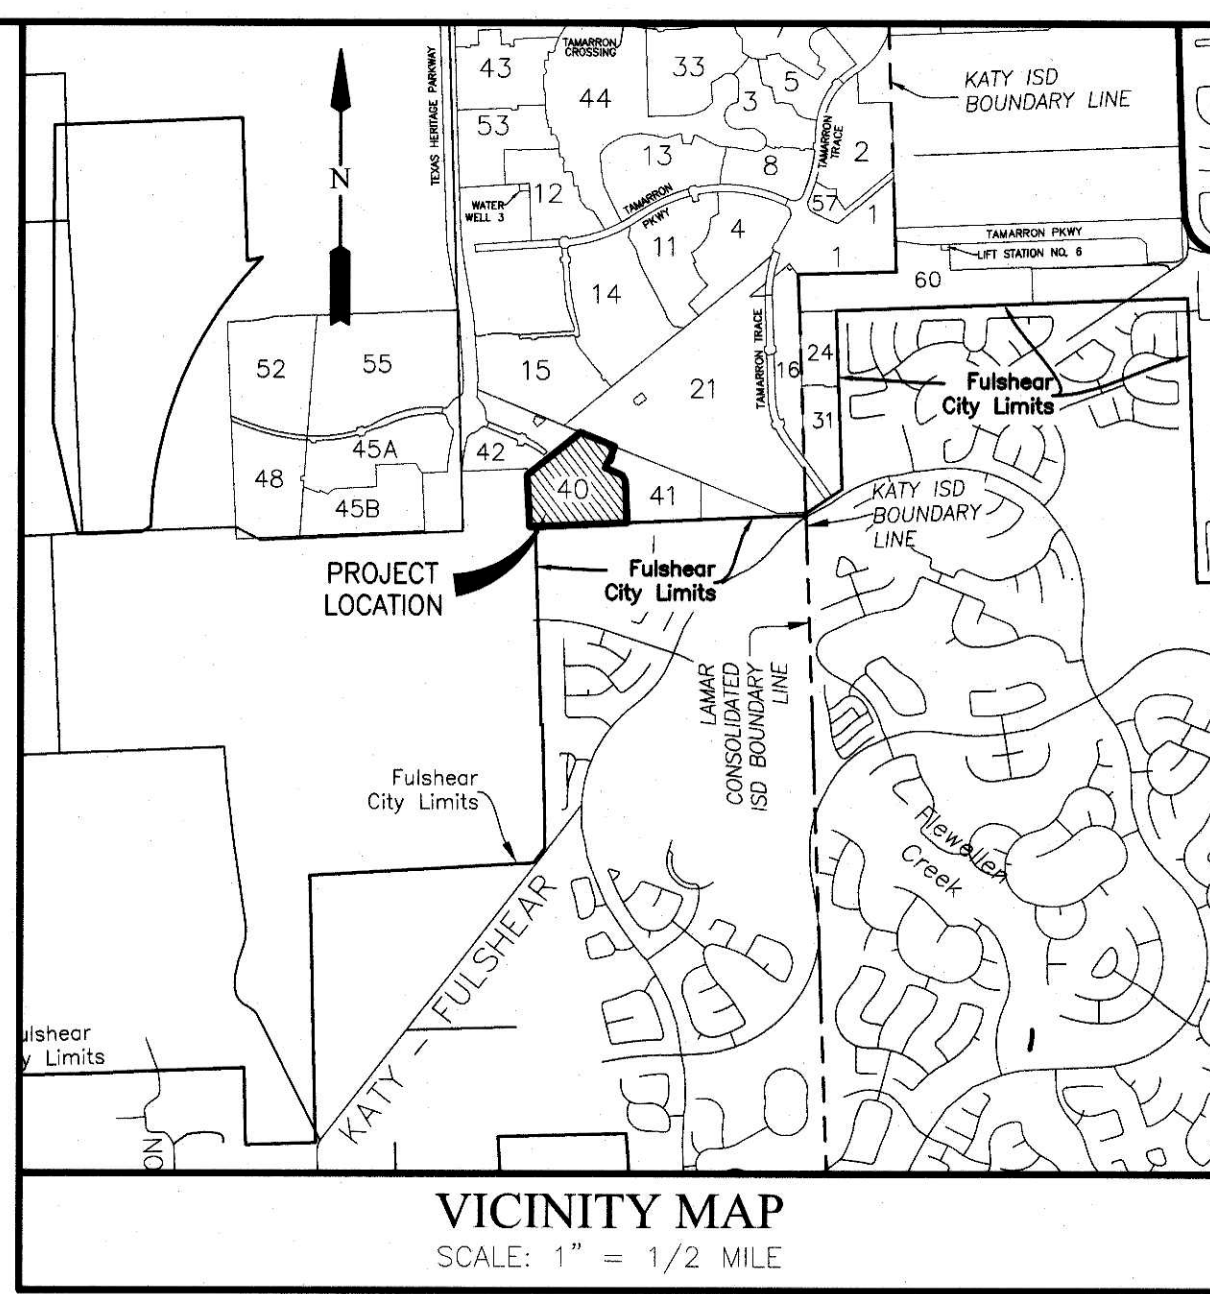 43
TAMARRON
CROSSING
33
5
44
3
KATY ISD
BOUNDARY LINE
TEXAS HERITAGE PARKWAY
53
TAMARRON
TRACE
N
13
8
2
WATER
WELL 3
12
TAMARRON
PKWY
57
1
11
4
1
TAMARRON PKWY
LIFT STATION NO. 6
60
14
52
55
15
21
TAMARRON TRACE
16
24
Fulshear
City Limits
31
45A
42
48
45B
40
41
KATY ISD
BOUNDARY
LINE
PROJECT
LOCATION
Fulshear
City Limits
LAMAR
CONSOLIDATED
ISD BOUNDARY
LINE
Fulshear
City Limits
Flewellen
Creek
KATY - FULSHEAR
ulshear
y Limits
ON
VICINITY MAP
SCALE: 1" = 1/2 MILE